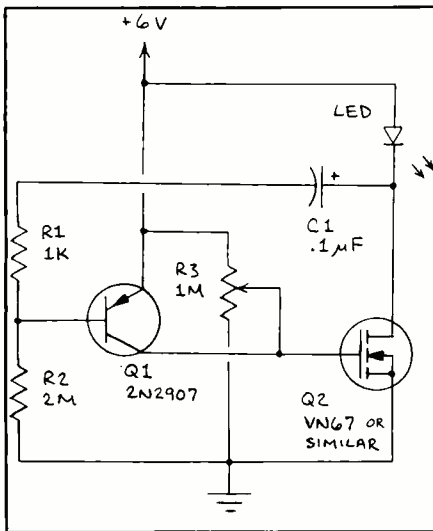 +6V
LED
C1
.1µF
+
R1
1K
R3
1M
R2
2M
Q1
2N2907
Q2
VN67 OR
SIMILAR